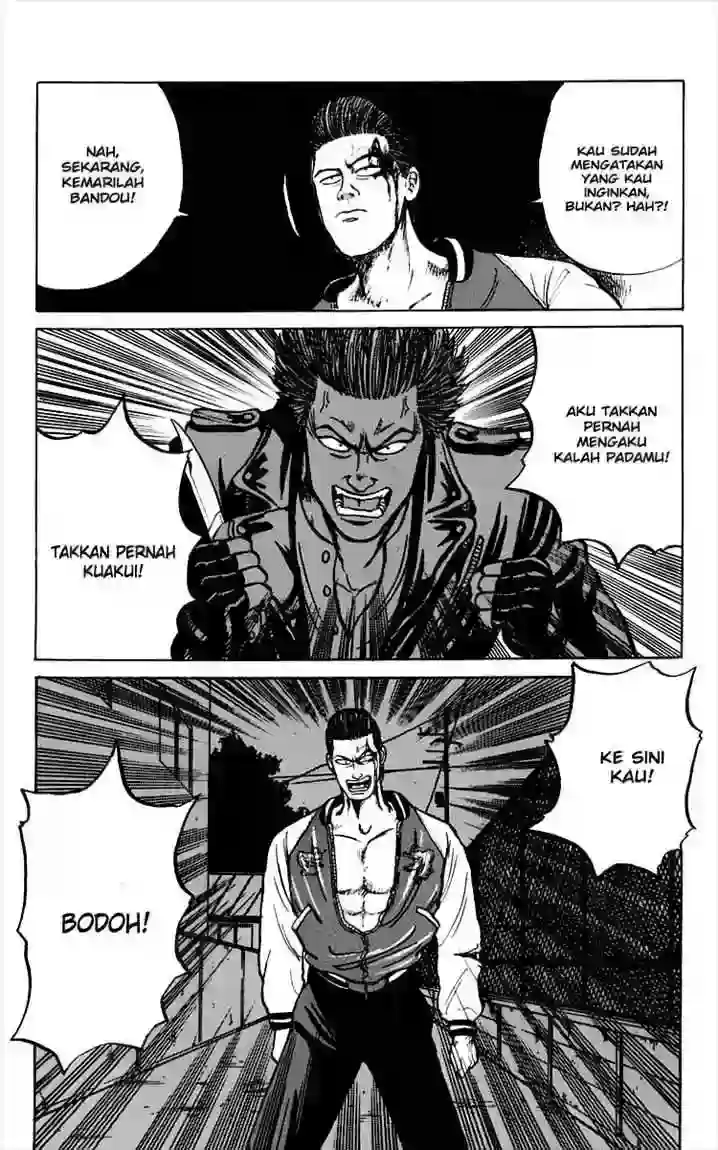 KAU SUDAH
MENGATAKAN
YANG KAU
INGINKAN,
BUKAN? HAH?!
NAH,
SEKARANG,
KEMARILAH
BANDOU!
AKU TAKKAN
PERNAH
MENGAKU
KALAH PADAMU!
TAKKAN PERNAH
KUAKUI!
KE SINI
KAU!
BODOH!